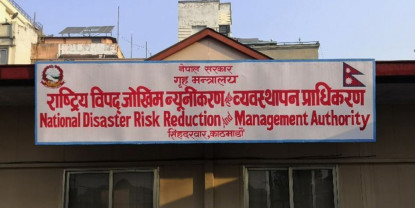 नेपाल सरकार
गृह मन्त्रालय
राष्ट्रिय विपद् जोखिम न्यूनीकरण तथा व्यवस्थापन प्राधिकरण
National Disaster Risk Reduction and Management Authority
सिंहदरबार, काठमाडौं